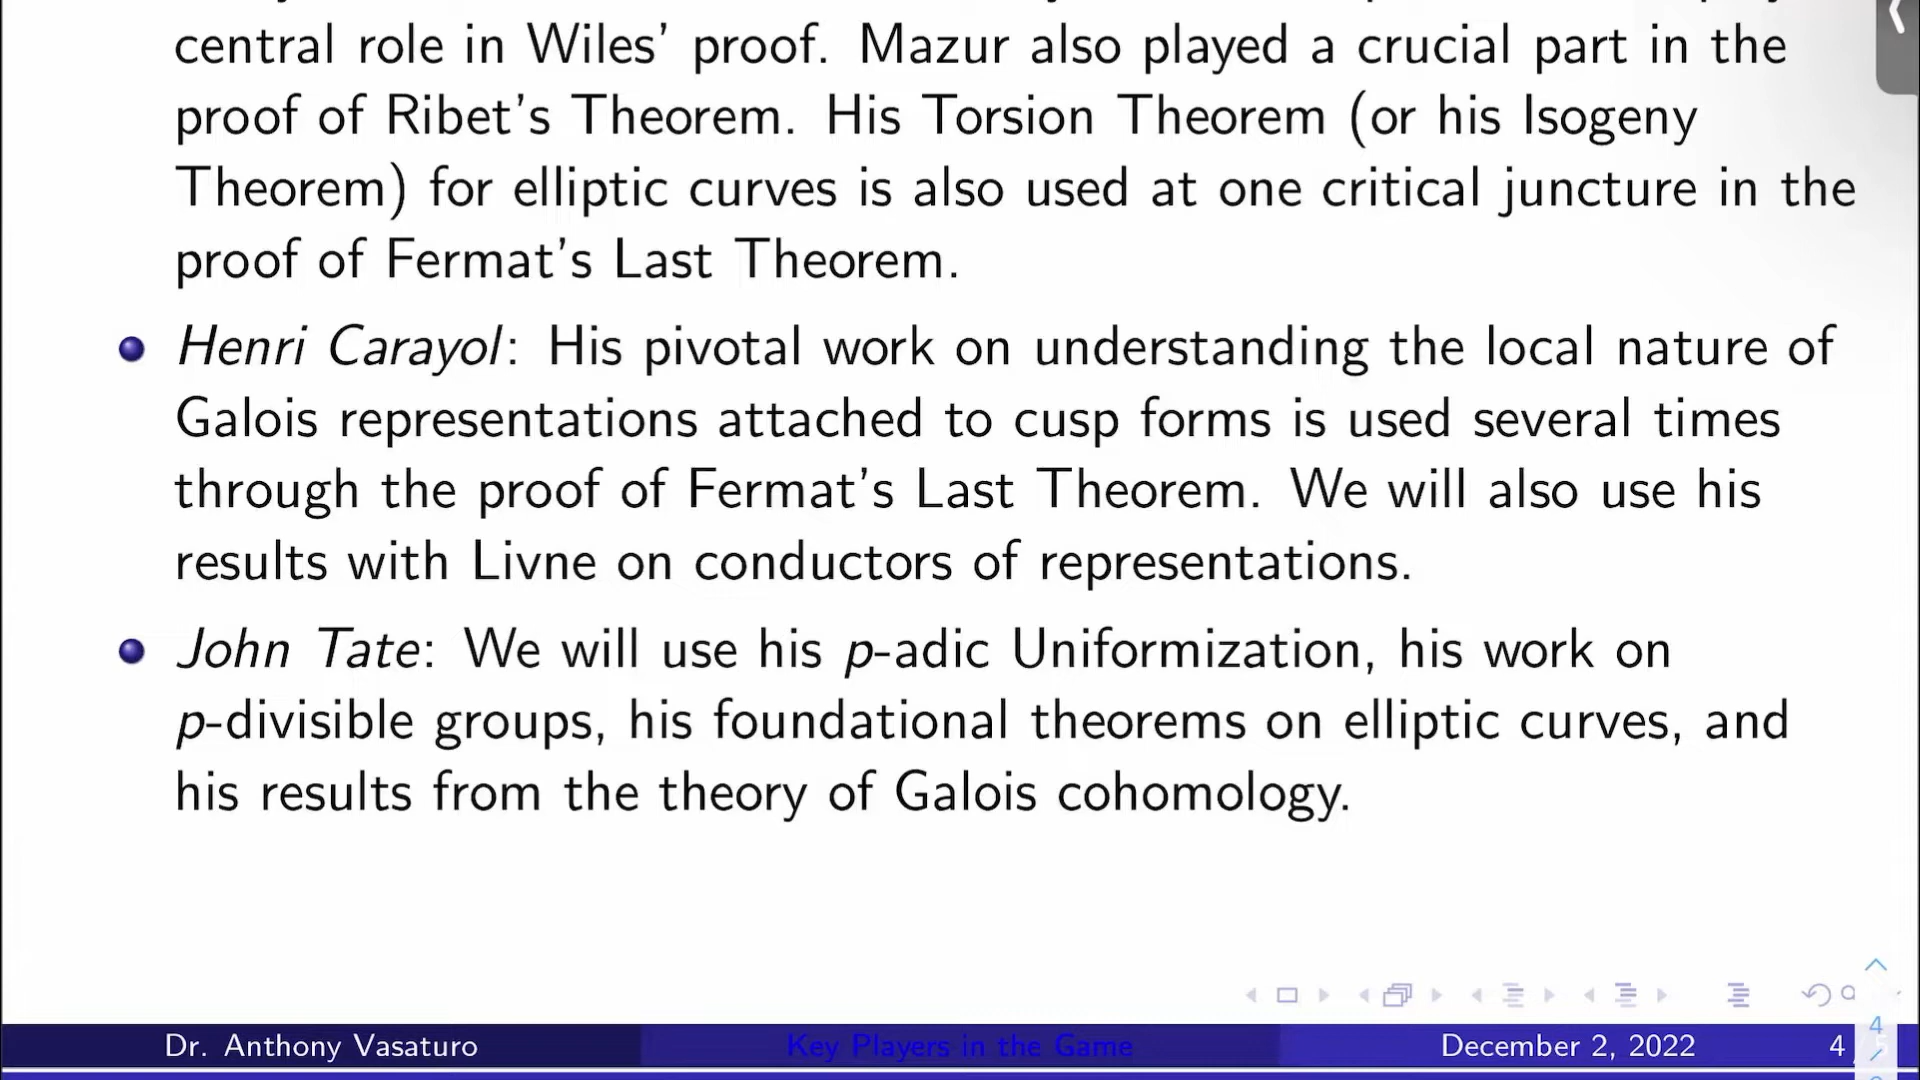 central role in Wiles’ proof. Mazur also played a crucial part in the
proof of Ribet’s Theorem. His Torsion Theorem (or his Isogeny
Theorem) for elliptic curves is also used at one critical juncture in the
proof of Fermat’s Last Theorem.
Henri Carayol: His pivotal work on understanding the local nature of
Galois representations attached to cusp forms is used several times
through the proof of Fermat’s Last Theorem. We will also use his
results with Livne on conductors of representations.
John Tate: We will use his p-adic Uniformization, his work on
p-divisible groups, his foundational theorems on elliptic curves, and
his results from the theory of Galois cohomology.
Dr. Anthony Vasaturo Key Players in the Game December 2, 2022 4 / 5
4